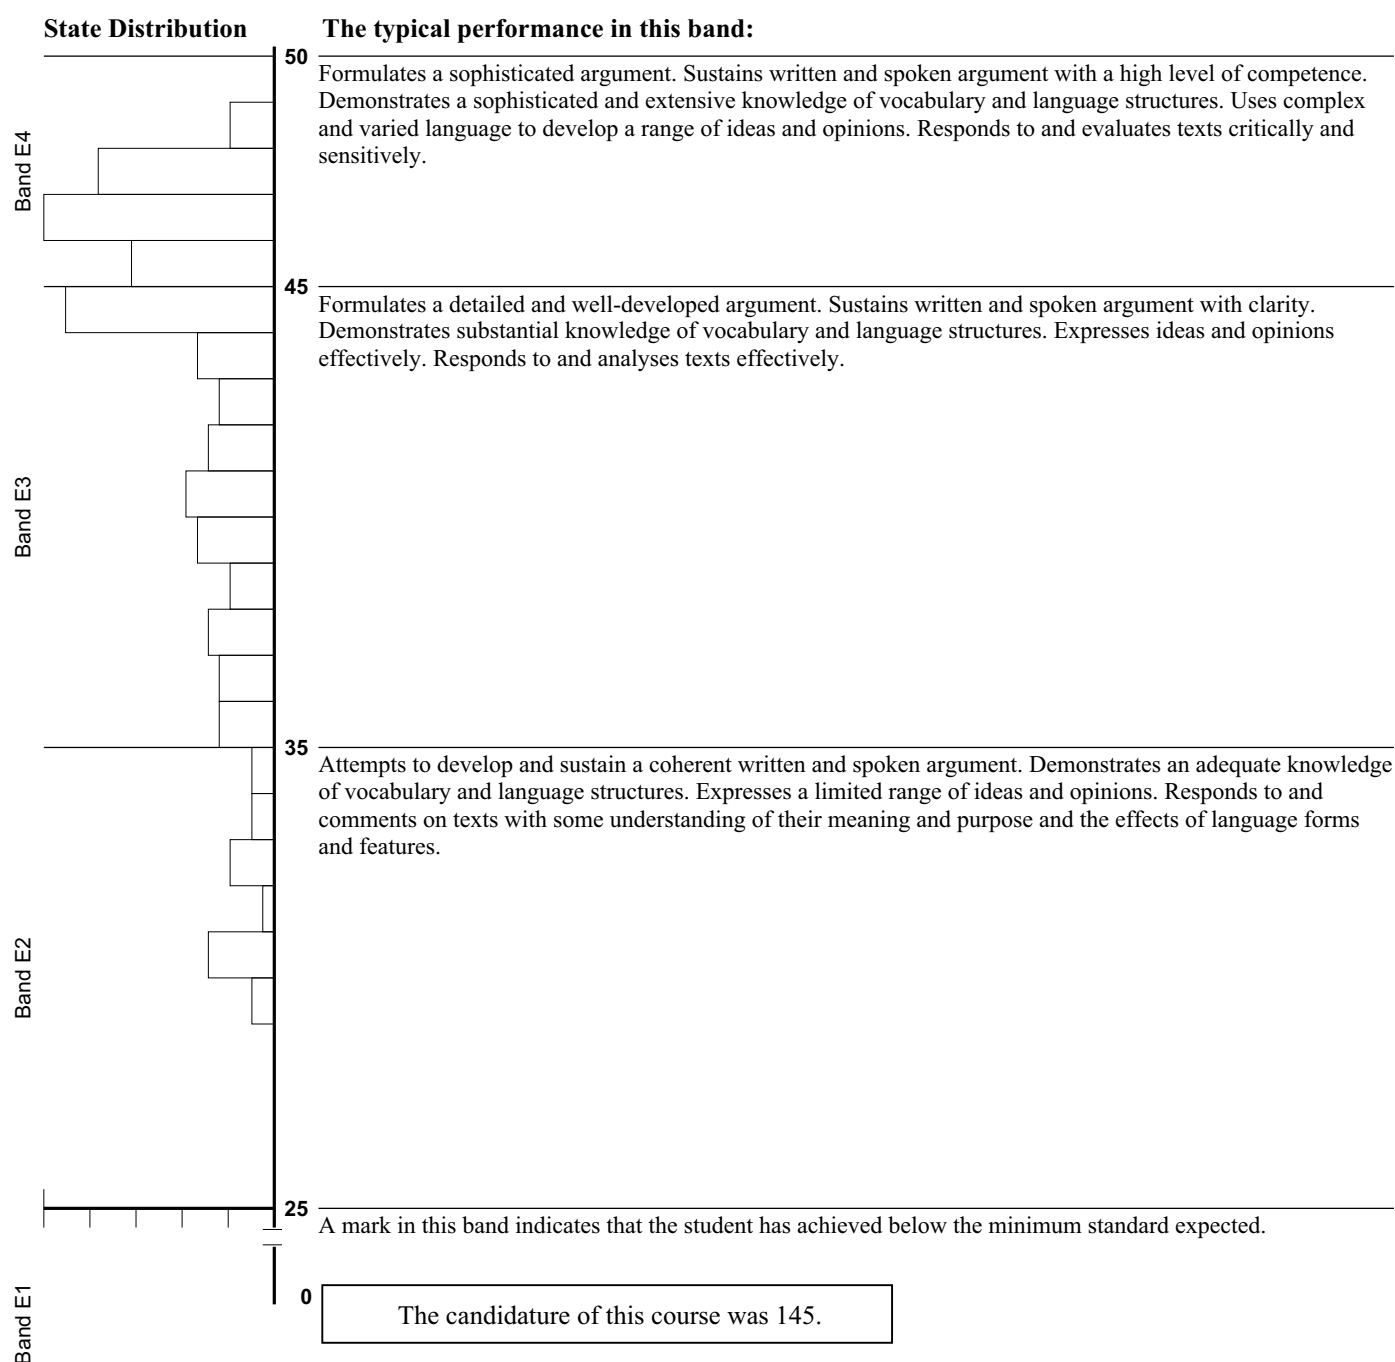 State Distribution
The typical performance in this band:
50
Formulates a sophisticated argument. Sustains written and spoken argument with a high level of competence.
Demonstrates a sophisticated and extensive knowledge of vocabulary and language structures. Uses complex
and varied language to develop a range of ideas and opinions. Responds to and evaluates texts critically and
sensitively.
Band E4
45
Formulates a detailed and well-developed argument. Sustains written and spoken argument with clarity.
Demonstrates substantial knowledge of vocabulary and language structures. Expresses ideas and opinions
effectively. Responds to and analyses texts effectively.
Band E3
35
Attempts to develop and sustain a coherent written and spoken argument. Demonstrates an adequate knowledge
of vocabulary and language structures. Expresses a limited range of ideas and opinions. Responds to and
comments on texts with some understanding of their meaning and purpose and the effects of language forms
and features.
Band E2
25
A mark in this band indicates that the student has achieved below the minimum standard expected.
Band E1
0
The candidature of this course was 145.